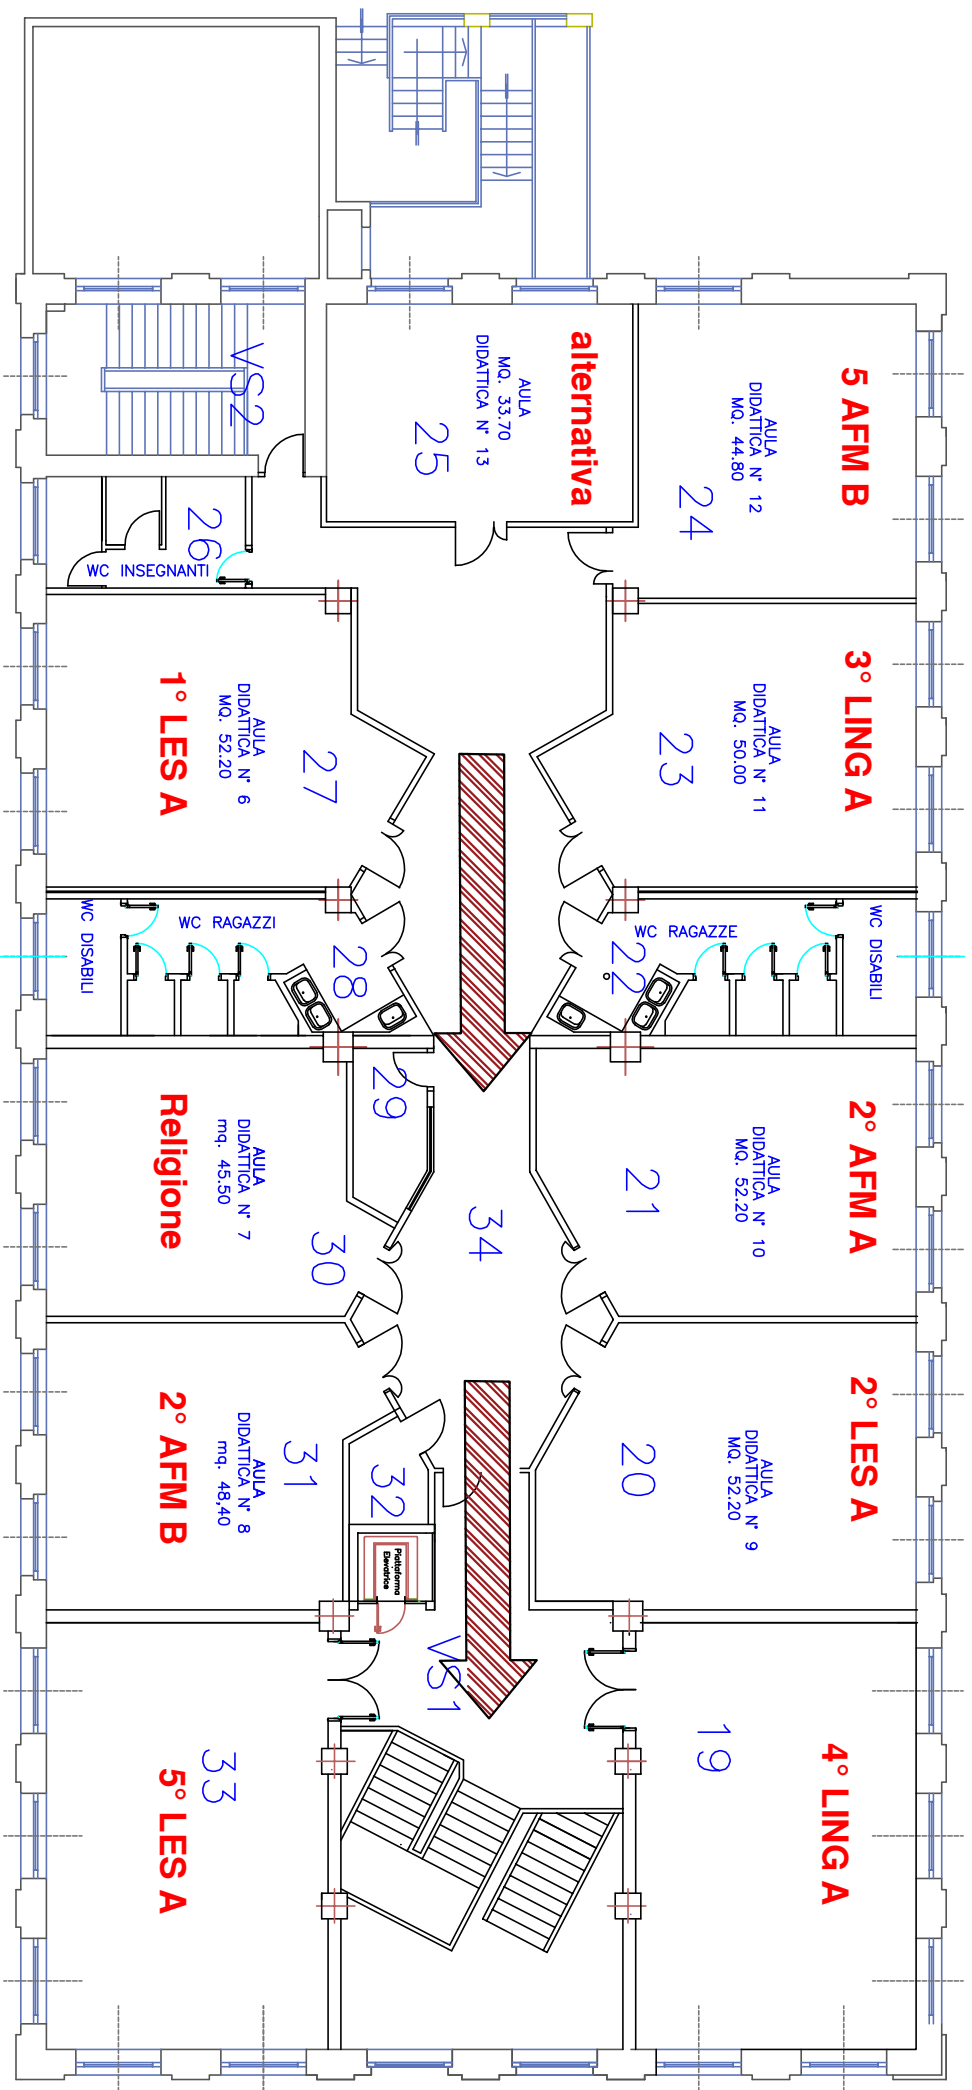 5 AFM B
AULA
DIDATTICA N° 12
MQ. 44.80
24
alternativa
AULA
MQ. 33.70
DIDATTICA N° 13
25
VS2
26
WC INSEGNANTI
3° LING A
AULA
DIDATTICA N° 11
MQ. 50.00
23
1° LES A
AULA
DIDATTICA N° 6
MQ. 52.20
27
WC DISABILI
WC RAGAZZE
22
28
WC RAGAZZI
WC DISABILI
2° AFM A
AULA
DIDATTICA N° 10
MQ. 52.20
21
34
29
30
AULA
DIDATTICA N° 7
mq. 45.50
Religione
2° LES A
AULA
DIDATTICA N° 9
MQ. 52.20
20
32
31
AULA
DIDATTICA N° 8
mq. 48,40
2° AFM B
Piattaforma
Elevatrice
VS1
4° LING A
19
33
5° LES A